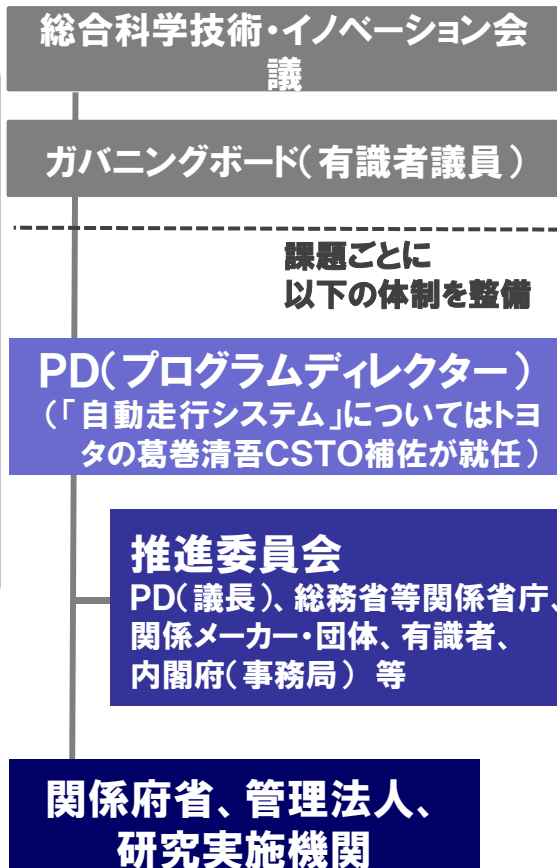 総合科学技術・イノベーション会
議
ガバニングボード(有識者議員)
課題ごとに
以下の体制を整備
PD(プログラムディレクター)
(「自動走行システム」についてはトヨ
タの葛巻清吾CSTO補佐が就任)
推進委員会
PD(議長)、総務省等関係省庁、
関係メーカー・団体、有識者、
内閣府(事務局) 等
関係府省、管理法人、
研究実施機関